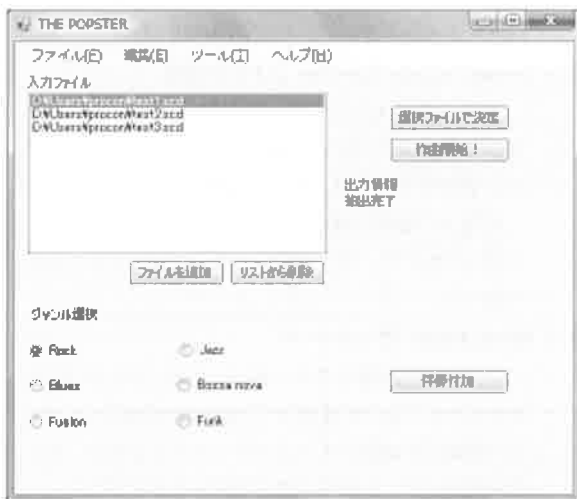 THE POPSTER
ファイル(F) 編集(E) ツール(T) ヘルプ(H)
入力ファイル
D:¥Users¥procon¥test1.scd
D:¥Users¥procon¥test2.scd
D:¥Users¥procon¥test3.scd
選択ファイルで決定
作曲開始！
出力情報
抽出完了
ファイルを追加 リストから削除
ジャンル選択
Rock Jazz
Blues Bossa nova
伴奏付加
Fusion Funk